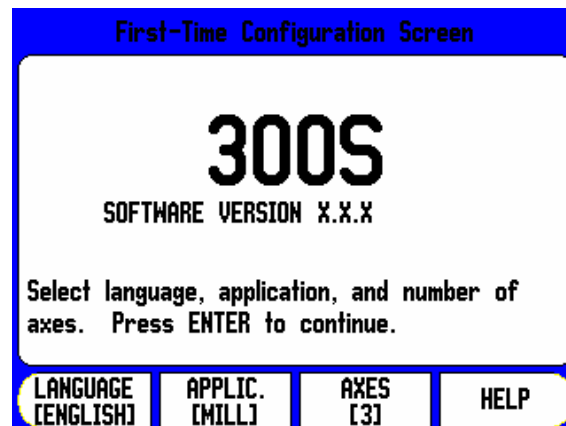 First-Time Configuration Screen
300S
SOFTWARE VERSION X.X.X
Select language, application, and number of
axes. Press ENTER to continue.
LANGUAGE
[ENGLISH]
APPLIC.
[MILL]
AXES
[3]
HELP